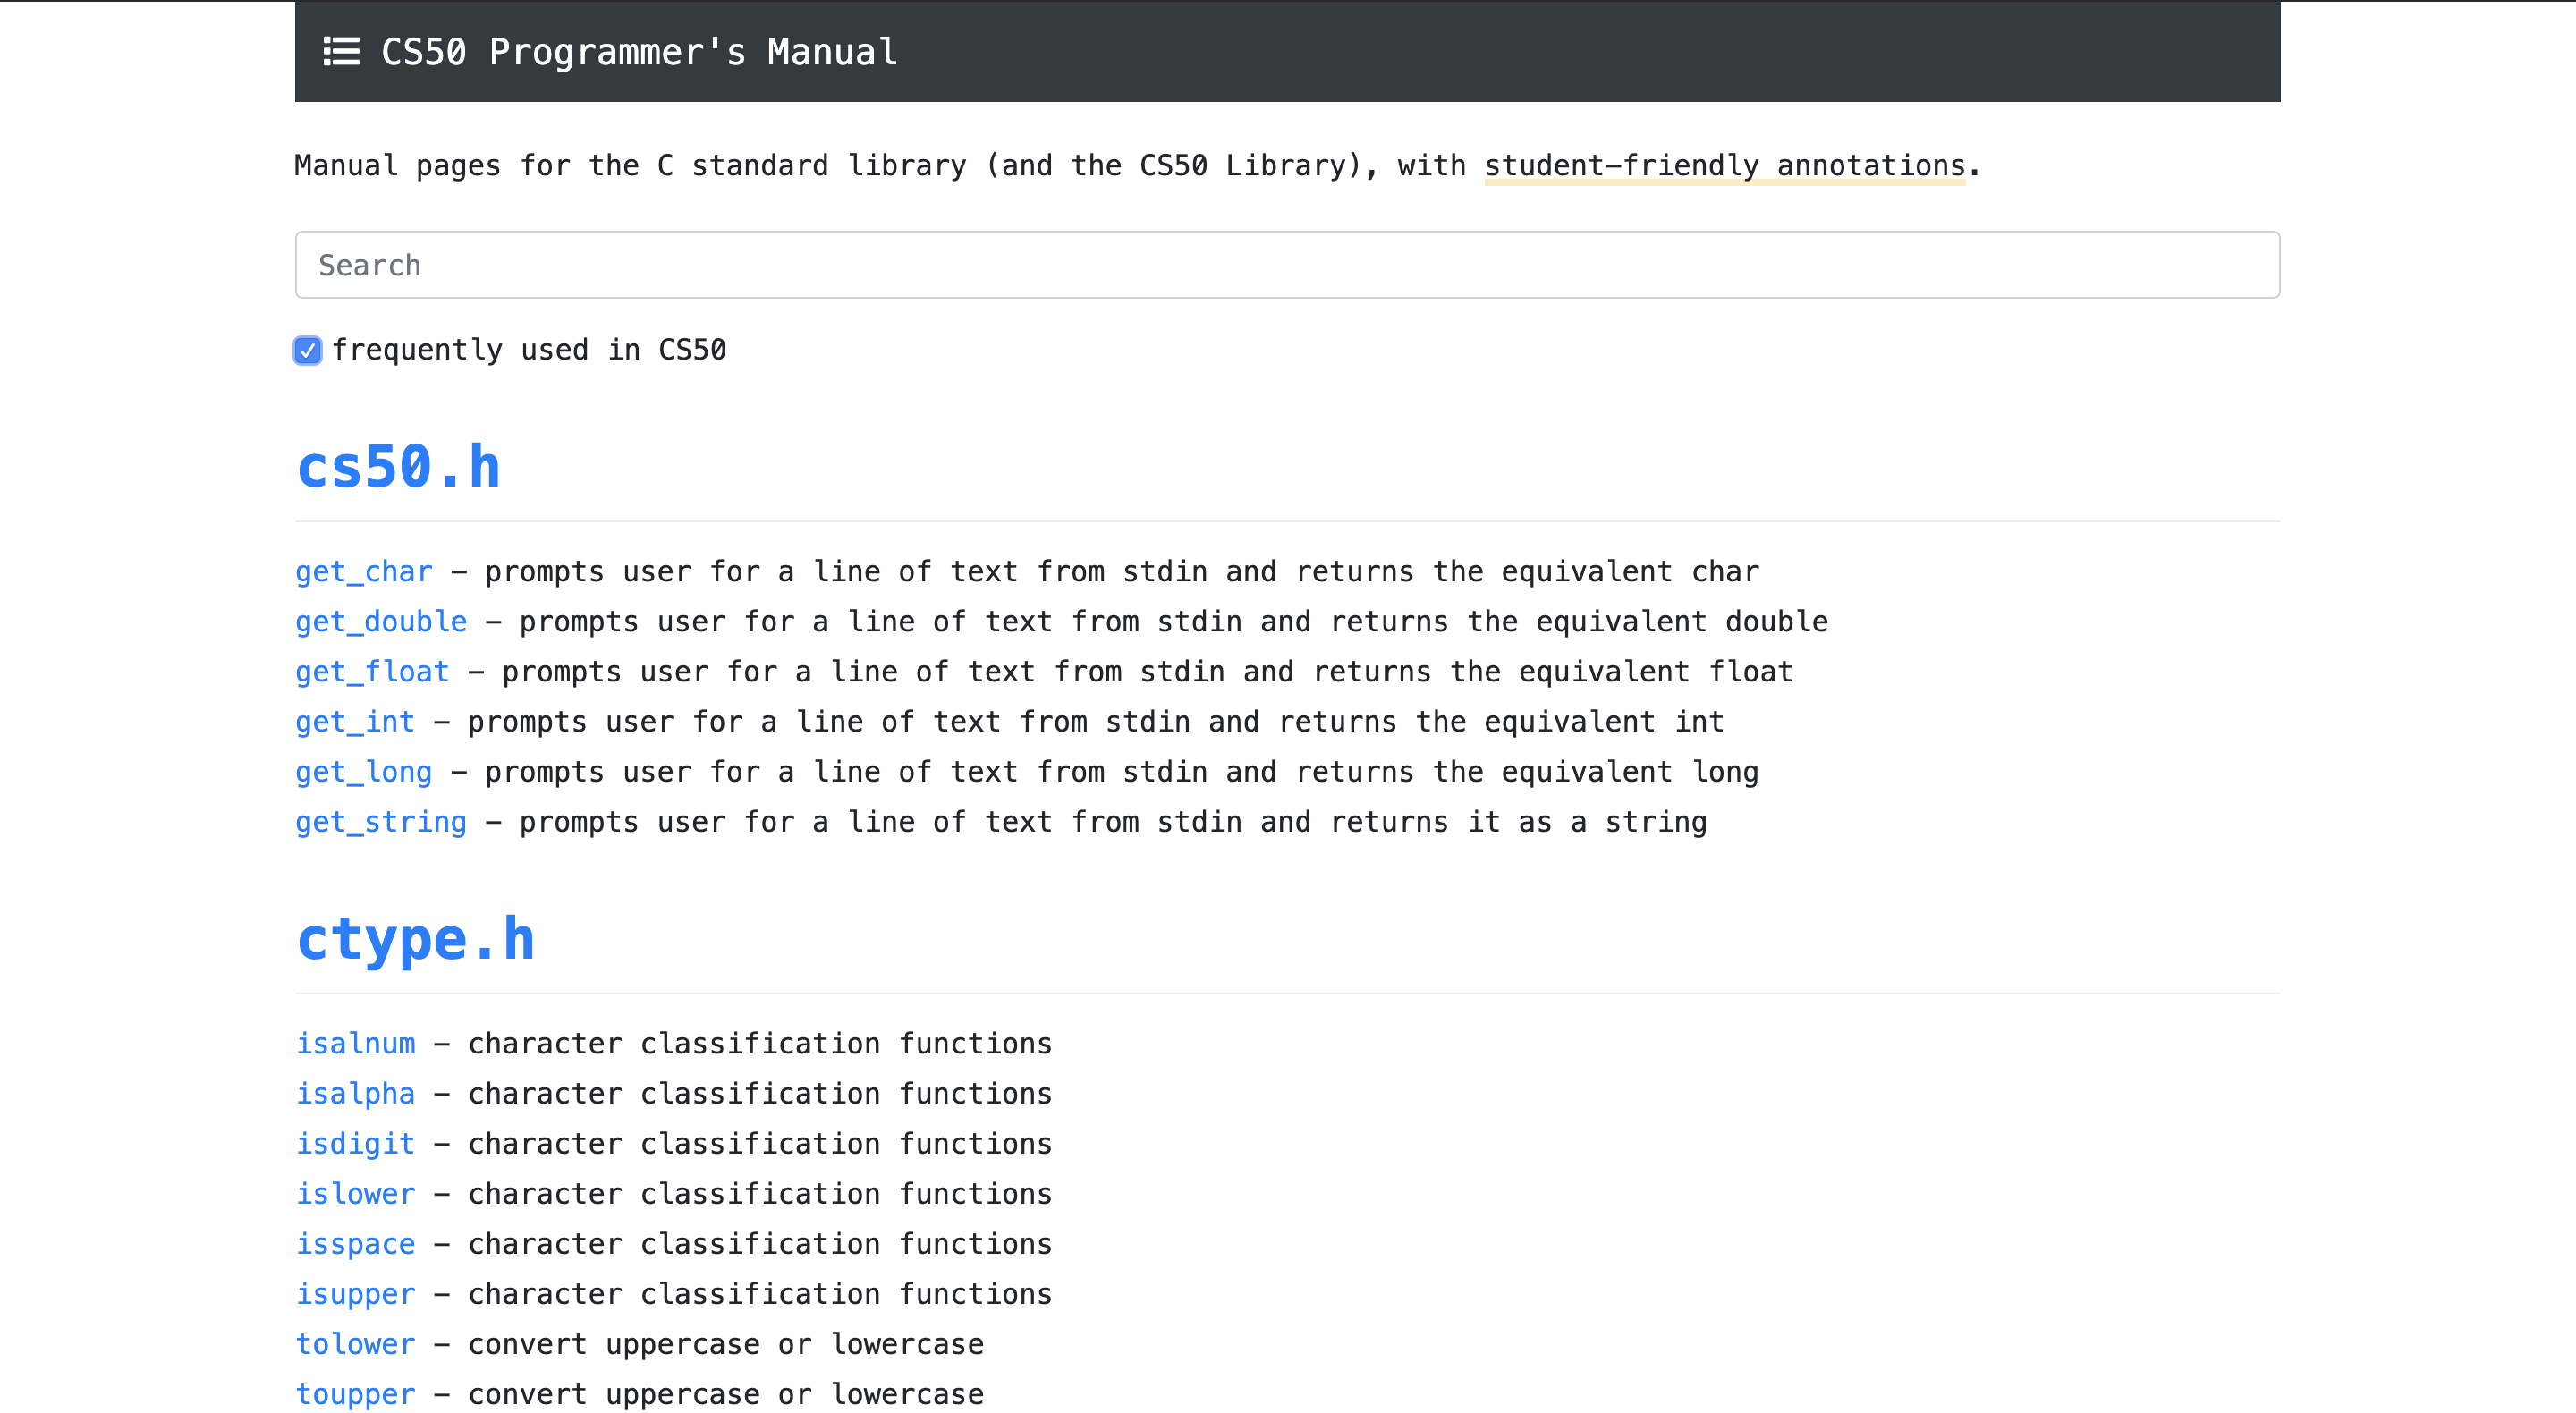 CS50 Programmer's Manual
Manual pages for the C standard library (and the CS50 Library), with student-friendly annotations.
Search
frequently used in CS50
cs50.h
get_char – prompts user for a line of text from stdin and returns the equivalent char
get_double – prompts user for a line of text from stdin and returns the equivalent double
get_float – prompts user for a line of text from stdin and returns the equivalent float
get_int – prompts user for a line of text from stdin and returns the equivalent int
get_long – prompts user for a line of text from stdin and returns the equivalent long
get_string – prompts user for a line of text from stdin and returns it as a string
ctype.h
isalnum – character classification functions
isalpha – character classification functions
isdigit – character classification functions
islower – character classification functions
isspace – character classification functions
isupper – character classification functions
tolower – convert uppercase or lowercase
toupper – convert uppercase or lowercase